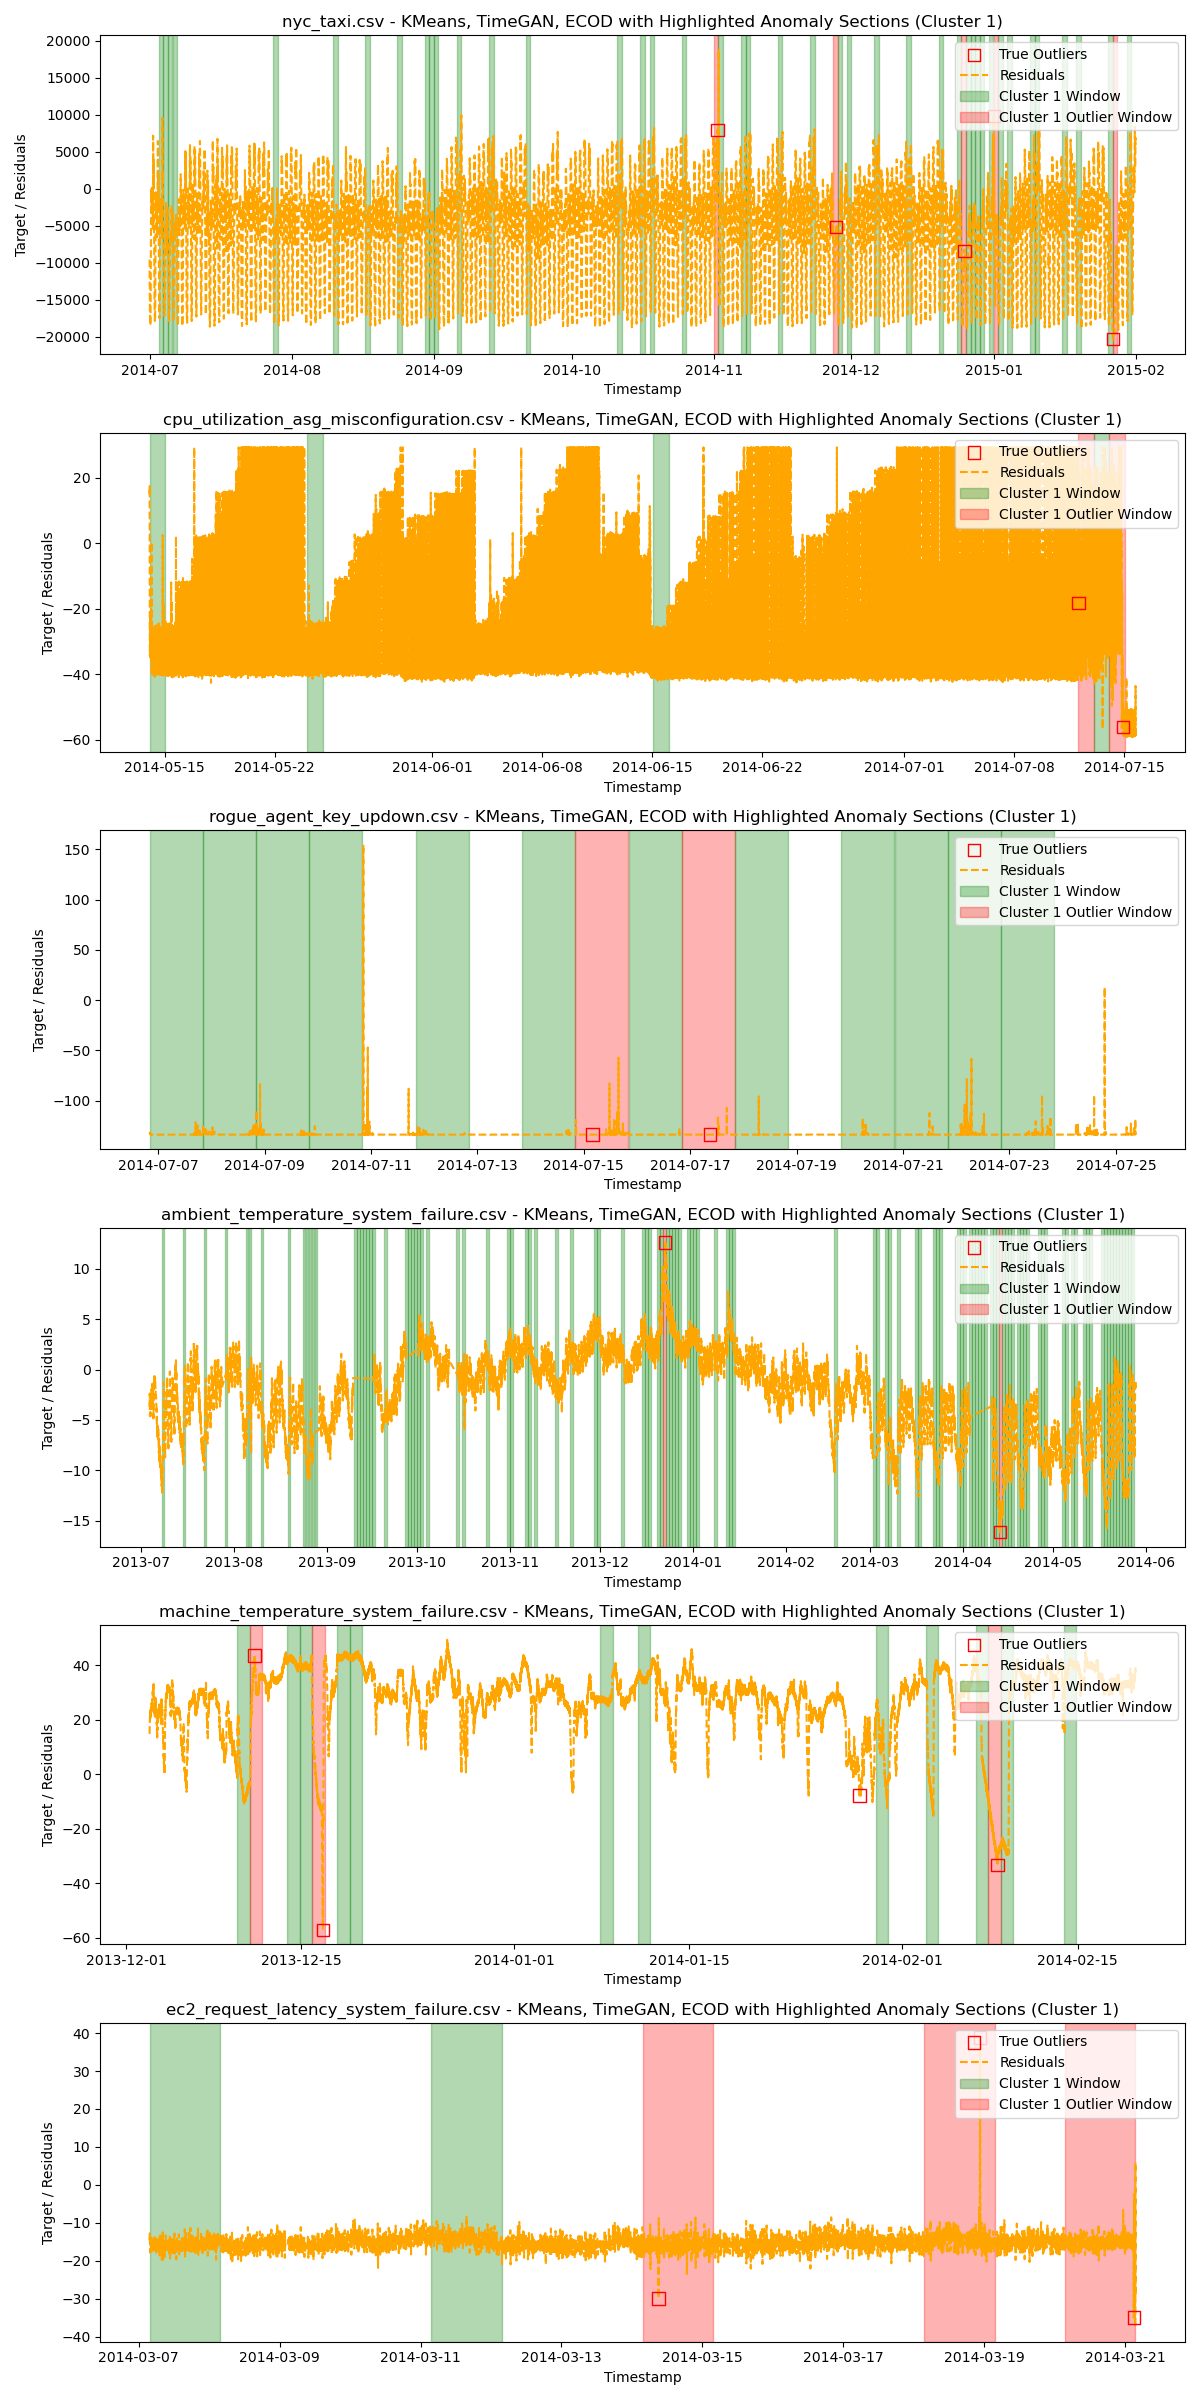 nyc_taxi.csv - KMeans, TimeGAN, ECOD with Highlighted Anomaly Sections (Cluster 1)
20000
15000
10000
5000
0
−5000
−10000
−15000
−20000
Target / Residuals
True Outliers
Residuals
Cluster 1 Window
Cluster 1 Outlier Window
2014-07 2014-08 2014-09 2014-10 2014-11 2014-12 2015-01 2015-02
Timestamp
cpu_utilization_asg_misconfiguration.csv - KMeans, TimeGAN, ECOD with Highlighted Anomaly Sections (Cluster 1)
20
0
−20
−40
−60
Target / Residuals
True Outliers
Residuals
Cluster 1 Window
Cluster 1 Outlier Window
2014-05-15 2014-05-22 2014-06-01 2014-06-08 2014-06-15 2014-06-22 2014-07-01 2014-07-08 2014-07-15
Timestamp
rogue_agent_key_updown.csv - KMeans, TimeGAN, ECOD with Highlighted Anomaly Sections (Cluster 1)
150
100
50
0
−50
−100
Target / Residuals
True Outliers
Residuals
Cluster 1 Window
Cluster 1 Outlier Window
2014-07-07 2014-07-09 2014-07-11 2014-07-13 2014-07-15 2014-07-17 2014-07-19 2014-07-21 2014-07-23 2014-07-25
Timestamp
ambient_temperature_system_failure.csv - KMeans, TimeGAN, ECOD with Highlighted Anomaly Sections (Cluster 1)
10
5
0
−5
−10
−15
Target / Residuals
True Outliers
Residuals
Cluster 1 Window
Cluster 1 Outlier Window
2013-07 2013-08 2013-09 2013-10 2013-11 2013-12 2014-01 2014-02 2014-03 2014-04 2014-05 2014-06
Timestamp
machine_temperature_system_failure.csv - KMeans, TimeGAN, ECOD with Highlighted Anomaly Sections (Cluster 1)
40
20
0
−20
−40
−60
Target / Residuals
True Outliers
Residuals
Cluster 1 Window
Cluster 1 Outlier Window
2013-12-01 2013-12-15 2014-01-01 2014-01-15 2014-02-01 2014-02-15
Timestamp
ec2_request_latency_system_failure.csv - KMeans, TimeGAN, ECOD with Highlighted Anomaly Sections (Cluster 1)
40
30
20
10
0
−10
−20
−30
−40
Target / Residuals
True Outliers
Residuals
Cluster 1 Window
Cluster 1 Outlier Window
2014-03-07 2014-03-09 2014-03-11 2014-03-13 2014-03-15 2014-03-17 2014-03-19 2014-03-21
Timestamp